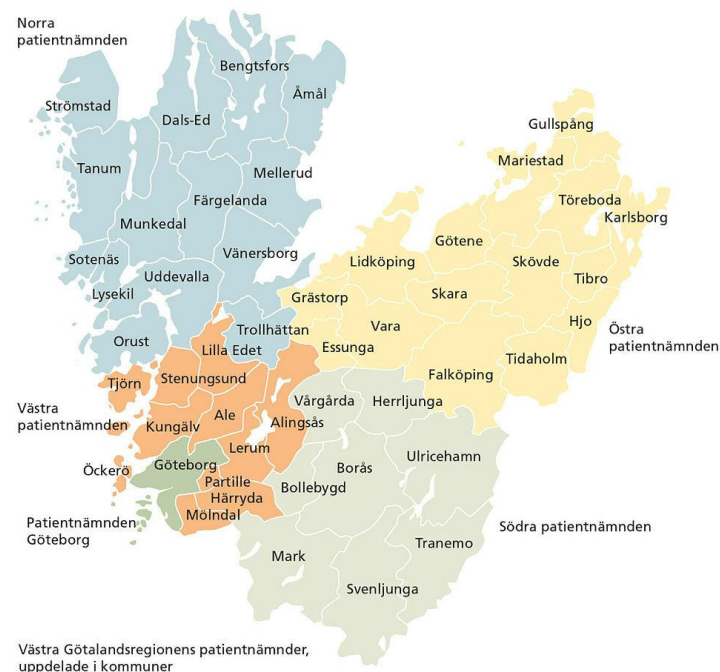 Norra
patientnämnden
Bengtsfors
Åmål
Strömstad
Dals-Ed
Gullspång
Mariestad
Tanum
Mellerud
Färgelanda
Töreboda
Karlsborg
Munkedal
Götene
Vänersborg
Sotenäs
Lidköping
Skövde
Uddevalla
Tibro
Lysekil
Grästorp
Skara
Hjo
Trollhättan
Vara
Östra
patientnämnden
Orust
Lilla Edet
Essunga
Tidaholm
Tjörn
Stenungsund
Falköping
Vårgårda
Herrljunga
Västra
patientnämnden
Ale
Alingsås
Kungälv
Lerum
Ulricehamn
Öckerö
Göteborg
Borås
Partille
Bollebygd
Härryda
Mölndal
Patientnämnden
Göteborg
Södra patientnämnden
Tranemo
Mark
Svenljunga
Västra Götalandsregionens patientnämnder,
uppdelade i kommuner